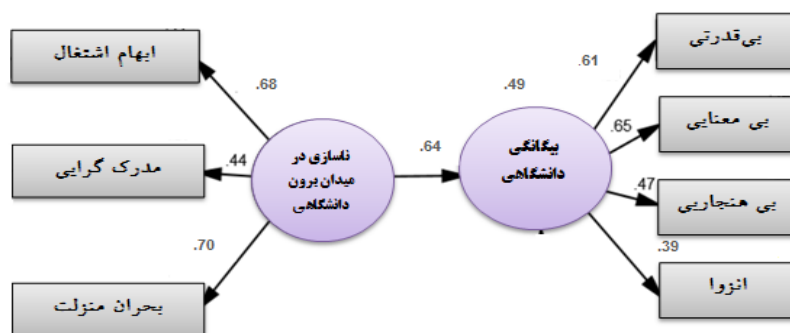 ابهام اشتغال
مدرک گرایی
بحران منزلت
.68
.44
.70
ناسازی در
میدان برون
دانشگاهی
.64
.49
بیگانگی
دانشگاهی
.61
.65
.47
.39
بی‌قدرتی
بی معنایی
بی هنجاریی
انزوا